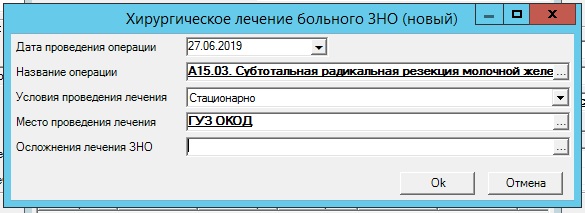 Хирургическое лечение больного ЗНО (новый)
Дата проведения операции 27.06.2019
Название операции А15.03. Субтотальная радикальная резекция молочной желе ...
Условия проведения лечения Стационарно
Место проведения лечения ГУЗ ОКОД ...
Осложнения лечения ЗНО ...
Ok Отмена